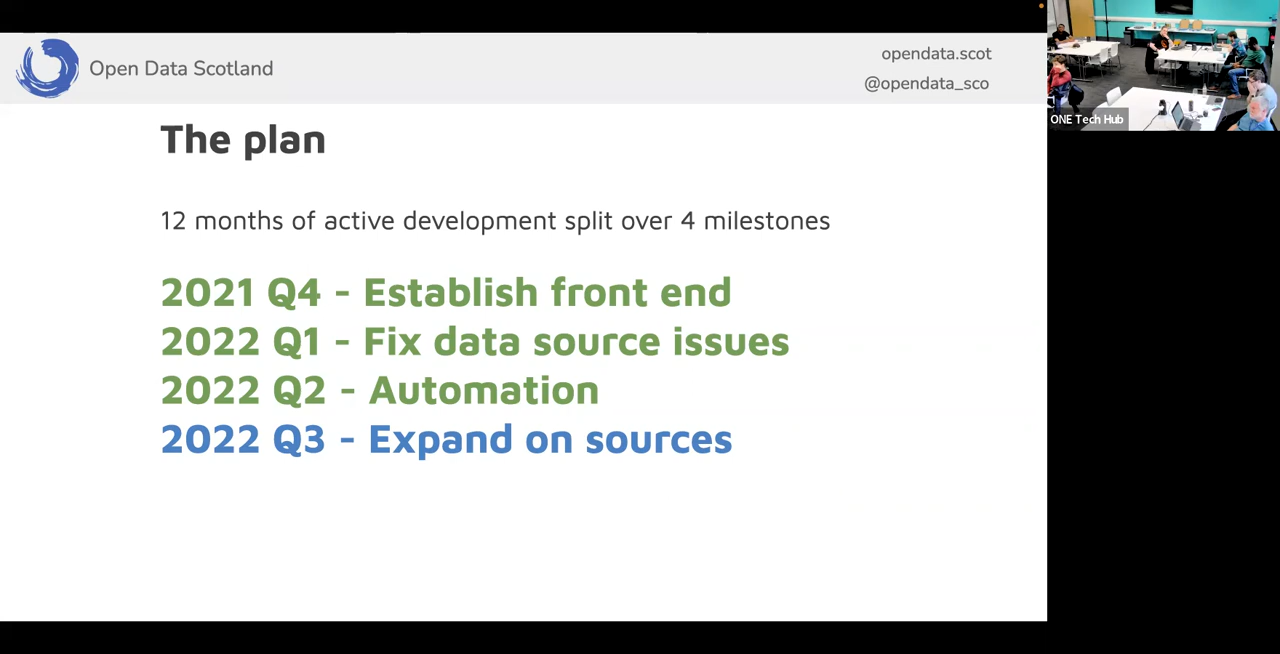 Open Data Scotland
opendata.scot
@opendata_sco
The plan
12 months of active development split over 4 milestones
2021 Q4 - Establish front end
2022 Q1 - Fix data source issues
2022 Q2 - Automation
2022 Q3 - Expand on sources
ONE Tech Hub